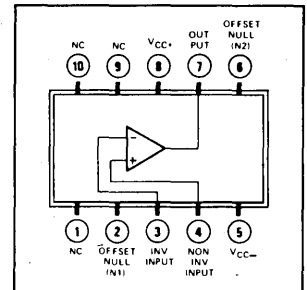 OFFSET
OUT NULL
NC NC VCC+ PUT (N2)
10 9 8 7 6
- 
+
1 2 3 4 5
NC OFFSET INV NON VCC-
NULL INPUT INV
(N1) INPUT